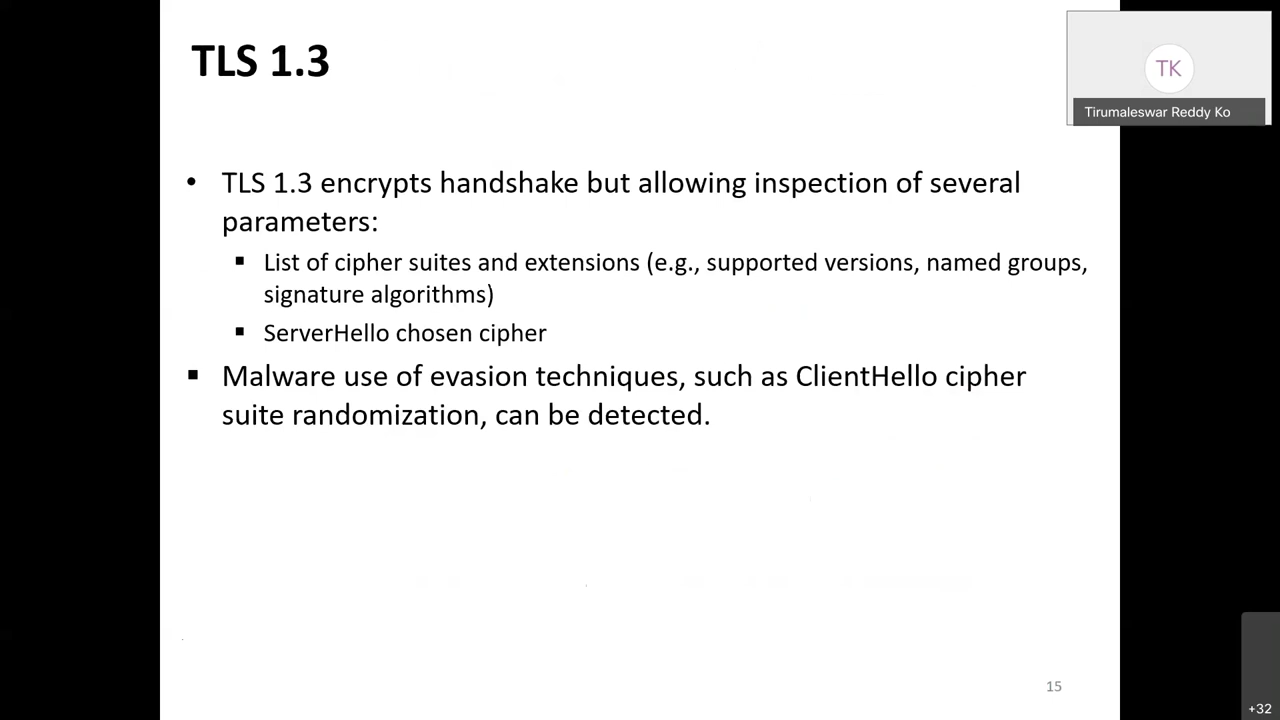 TLS 1.3
TK
Tirumaleswar Reddy Ko
• TLS 1.3 encrypts handshake but allowing inspection of several
parameters:
▪ List of cipher suites and extensions (e.g., supported versions, named groups,
signature algorithms)
▪ ServerHello chosen cipher
▪ Malware use of evasion techniques, such as ClientHello cipher
suite randomization, can be detected.
15
+32